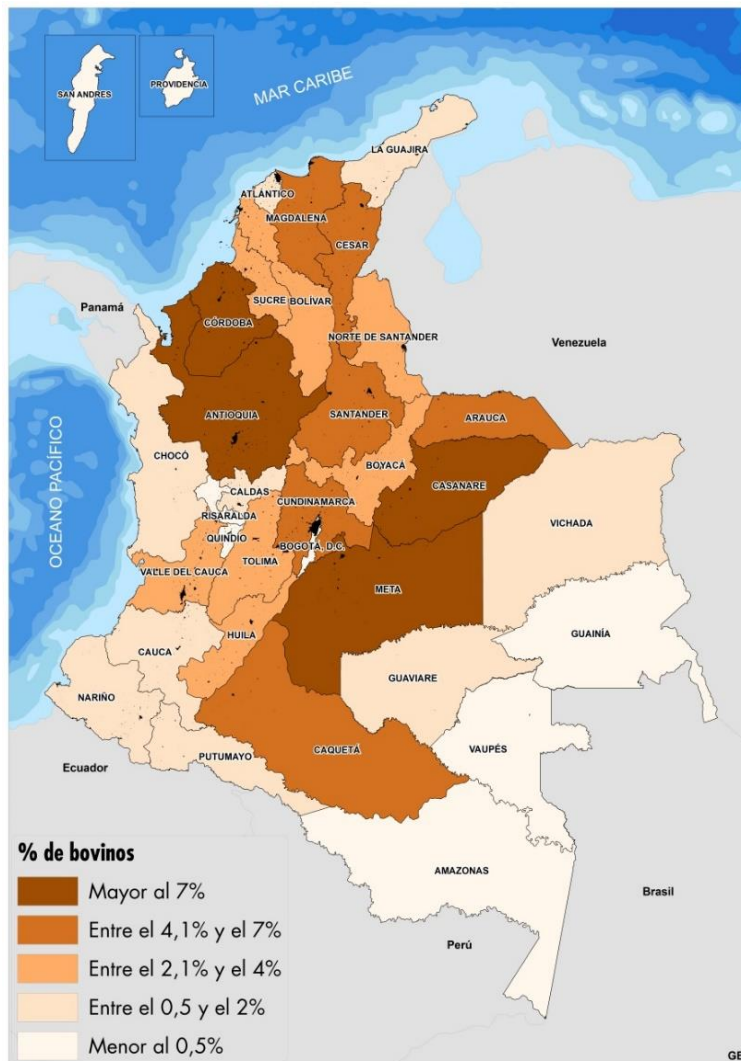 SAN ANDRES
PROVIDENCIA
MAR CARIBE
LA GUAJIRA
ATLÁNTICO
MAGDALENA
CESAR
SUCRE
BOLÍVAR
Panamá
CÓRDOBA
NORTE DE SANTANDER
Venezuela
OCEANO PACÍFICO
ANTIOQUIA
SANTANDER
ARAUCA
CHOCÓ
BOYACÁ
CASANARE
CALDAS
CUNDINAMARCA
RISARALDA
VICHADA
QUINDIO
BOGOTÁ, D.C.
VALLE DEL CAUCA
TOLIMA
META
GUAINÍA
HUILA
CAUCA
GUAVIARE
NARIÑO
VAUPÉS
CAQUETÁ
PUTUMAYO
Ecuador
AMAZONAS
Brasil
Perú
% de bovinos
Mayor al 7%
Entre el 4,1% y el 7%
Entre el 2,1% y el 4%
Entre el 0,5 y el 2%
Menor al 0,5%